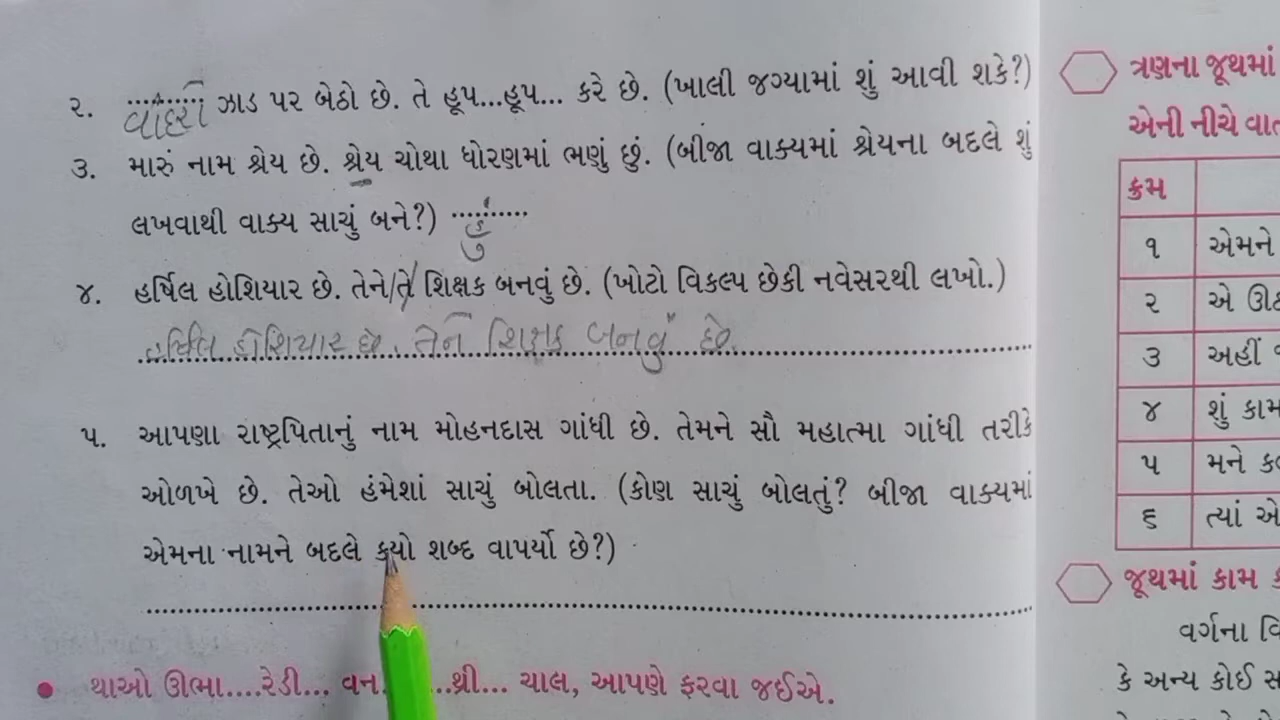 ૨. .......... ઝાડ પર બેઠો છે. તે હૂપ...હૂપ... કરે છે. (ખાલી જગ્યામાં શું આવી શકે?)
વાંદરો
૩. મારું નામ શ્રેય છે. શ્રેય ચોથા ધોરણમાં ભણું છું. (બીજા વાક્યમાં શ્રેયના બદલે શું
લખવાથી વાક્ય સાચું બને?) ..........
હું
૪. હર્ષિલ હોશિયાર છે. તેને/તે શિક્ષક બનવું છે. (ખોટો વિકલ્પ છેકી નવેસરથી લખો.)
હર્ષિલ હોશિયાર છે. તેને શિક્ષક બનવું છે.
૫. આપણા રાષ્ટ્રપિતાનું નામ મોહનદાસ ગાંધી છે. તેમને સૌ મહાત્મા ગાંધી તરીકે
ઓળખે છે. તેઓ હંમેશાં સાચું બોલતા. (કોણ સાચું બોલતું? બીજા વાક્યમાં
એમના નામને બદલે કયો શબ્દ વાપર્યો છે?)
• થાઓ ઊભા....રેડી... વન. ...થ્રી... ચાલ, આપણે ફરવા જઈએ.
ત્રણના જૂથમાં
એની નીચે
ક્રમ
૧ એમને
૨ એ
૩ અહીં
૪ શું
૫ મને
૬ ત્યાં
જૂથમાં કામ
વર્ગના
કે અન્ય કોઈ